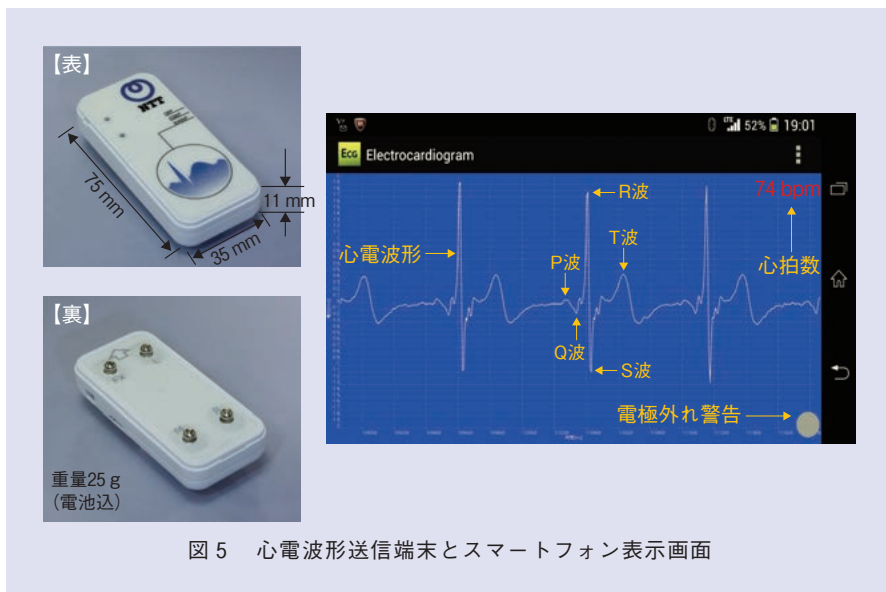 【表】
NTT
75 mm
11 mm
35 mm
【裏】
重量25 g
（電池込）
52% 19:01
Ecg Electrocardiogram
74 bpm
R波
T波
心電波形
P波
心拍数
Q波
S波
電極外れ警告
図 5 心電波形送信端末とスマートフォン表示画面